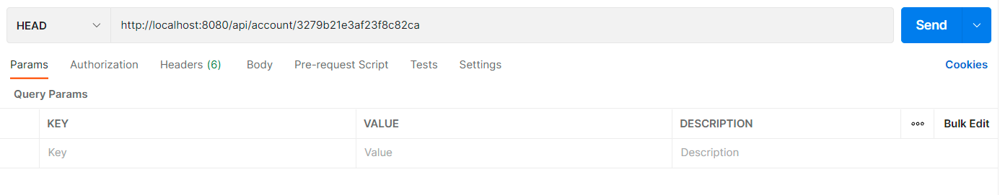 HEAD http://localhost:8080/api/account/3279b21e3af23f8c82ca Send
Params Authorization Headers (6) Body Pre-request Script Tests Settings Cookies
Query Params
KEY VALUE DESCRIPTION ooo Bulk Edit
Key Value Description